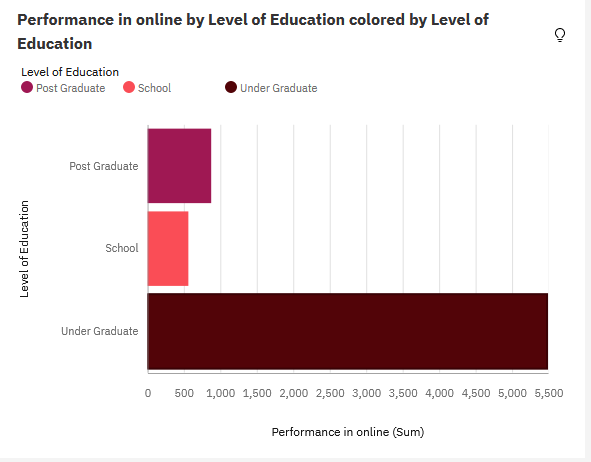 Performance in online by Level of Education colored by Level of
Education
Level of Education
Post Graduate School Under Graduate
Level of Education
Post Graduate
School
Under Graduate
0 500 1,000 1,500 2,000 2,500 3,000 3,500 4,000 4,500 5,000 5,500
Performance in online (Sum)